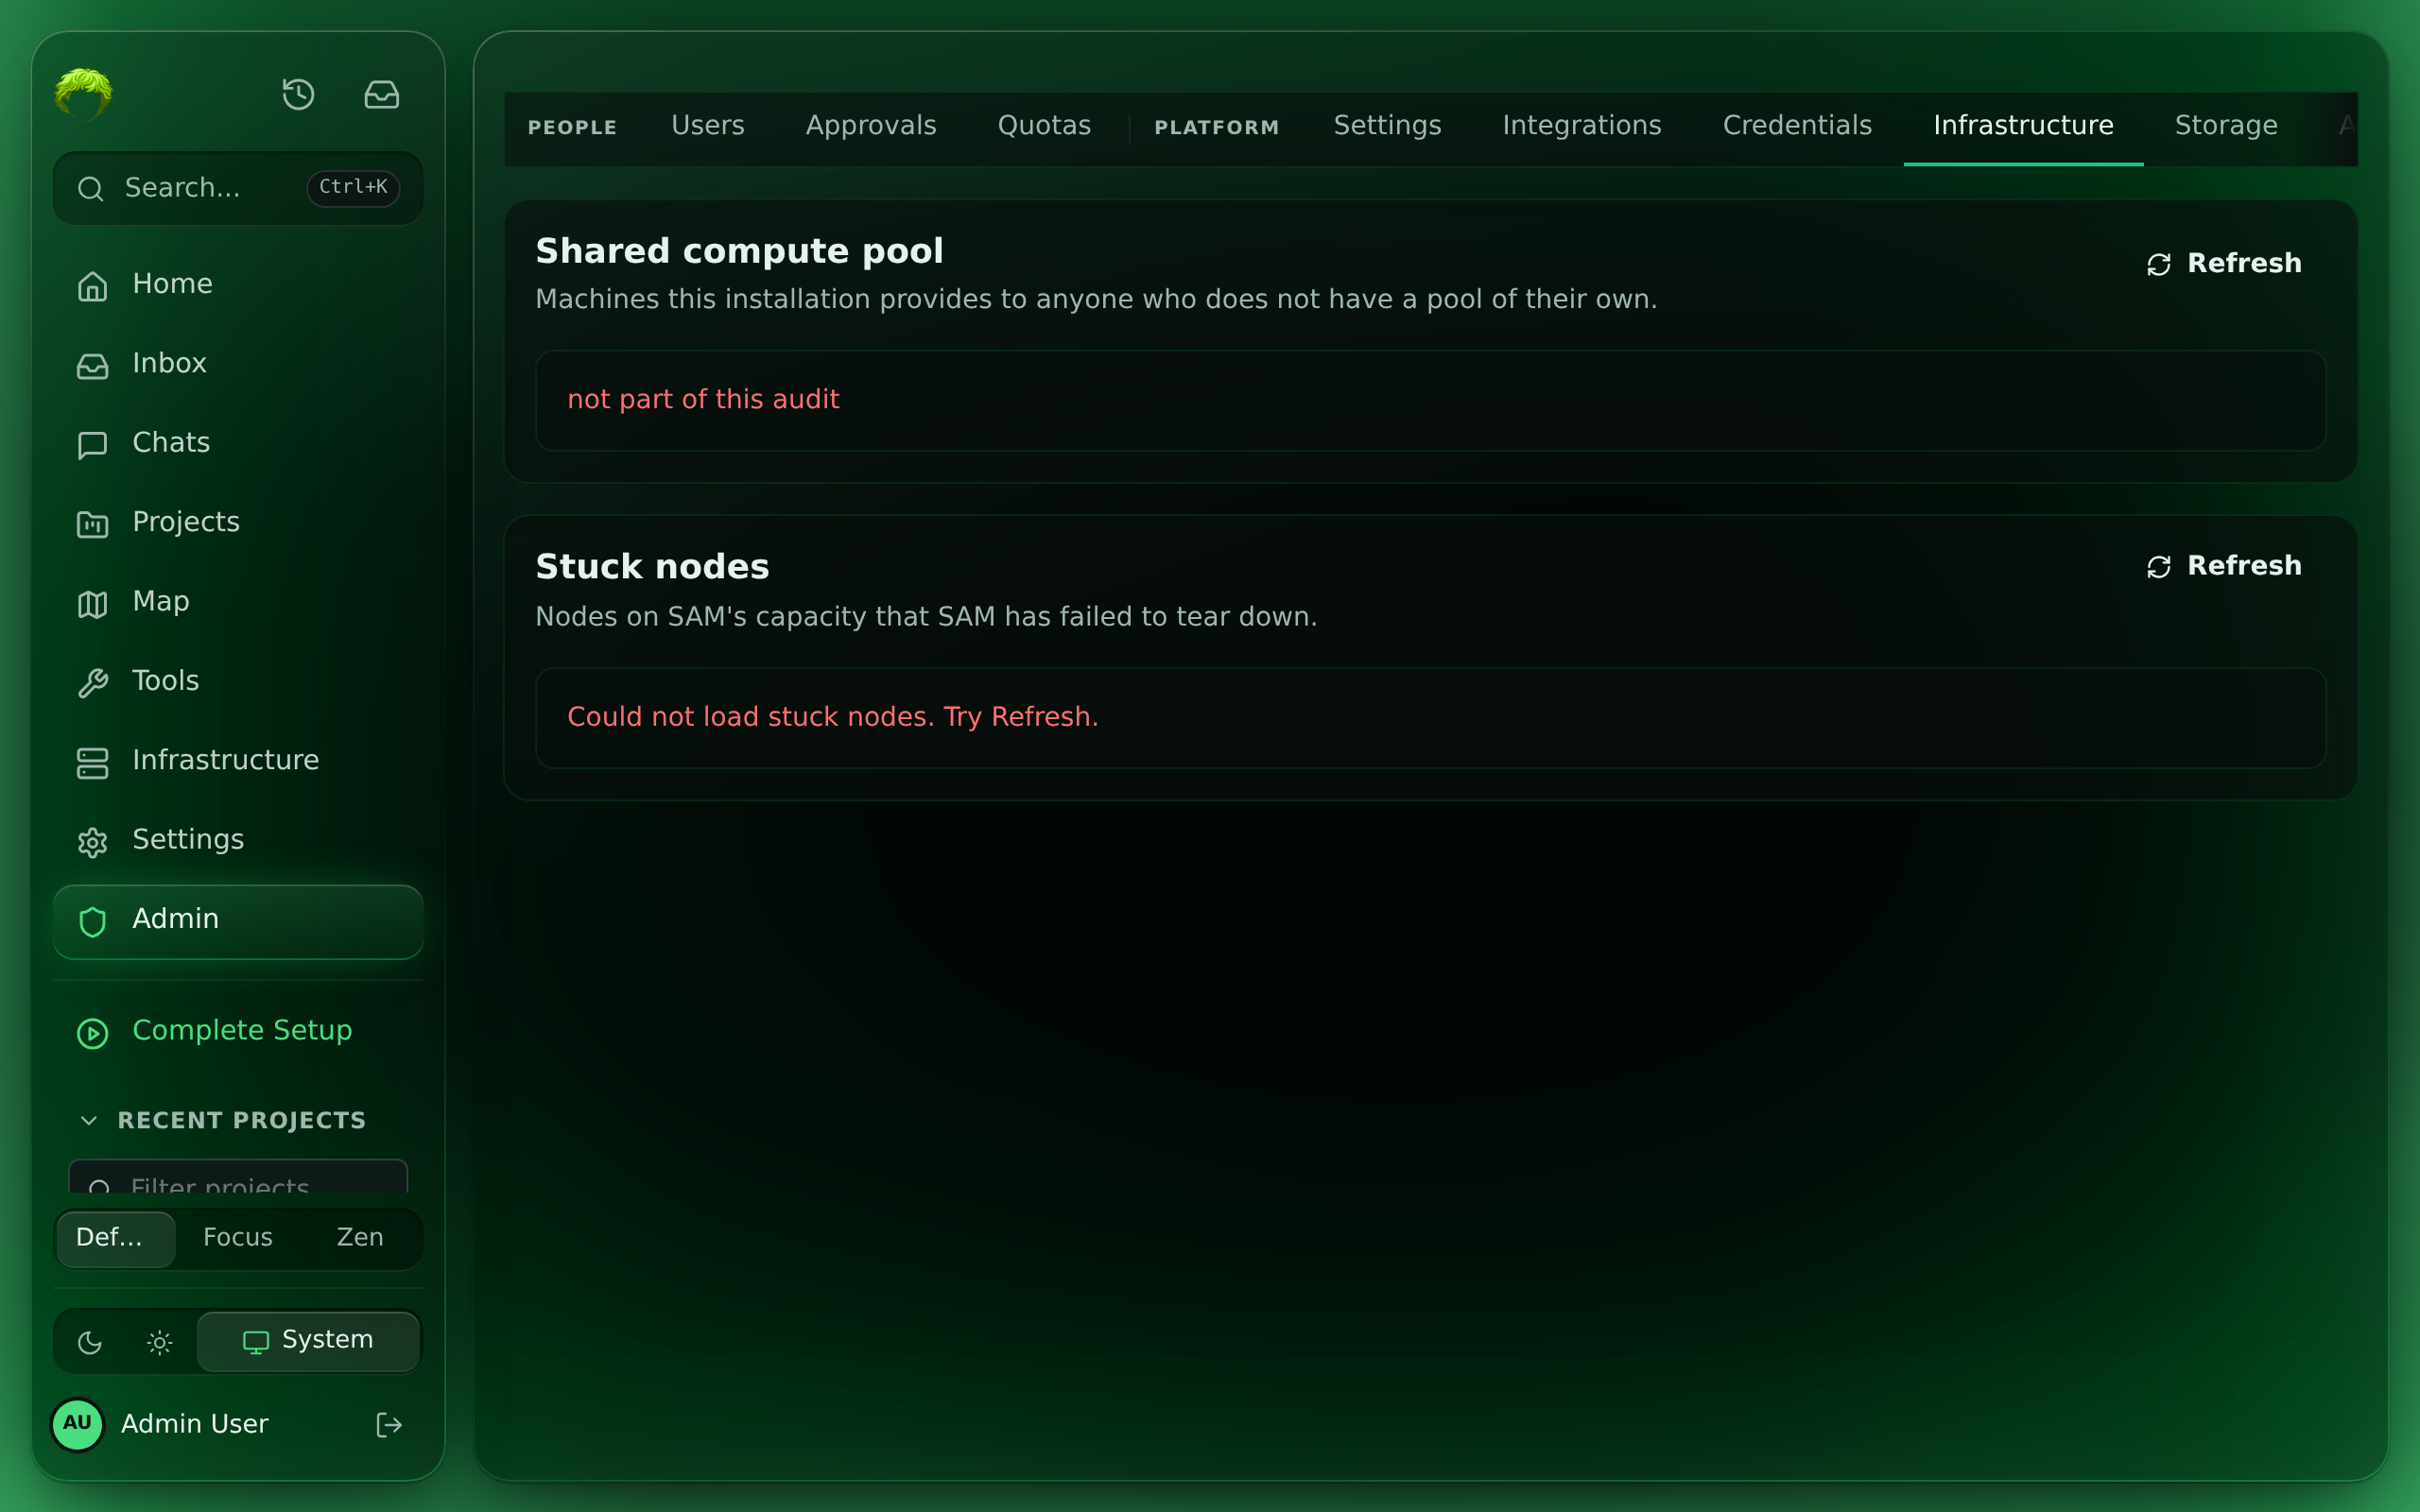 Search...
Ctrl+K
Home
Inbox
Chats
Projects
Map
Tools
Infrastructure
Settings
Admin
Complete Setup
RECENT PROJECTS
Filter projects
Def...
Focus
Zen
System
AU
Admin User
PEOPLE Users Approvals Quotas PLATFORM Settings Integrations Credentials Infrastructure Storage
Shared compute pool
Refresh
Machines this installation provides to anyone who does not have a pool of their own.
not part of this audit
Stuck nodes
Refresh
Nodes on SAM's capacity that SAM has failed to tear down.
Could not load stuck nodes. Try Refresh.